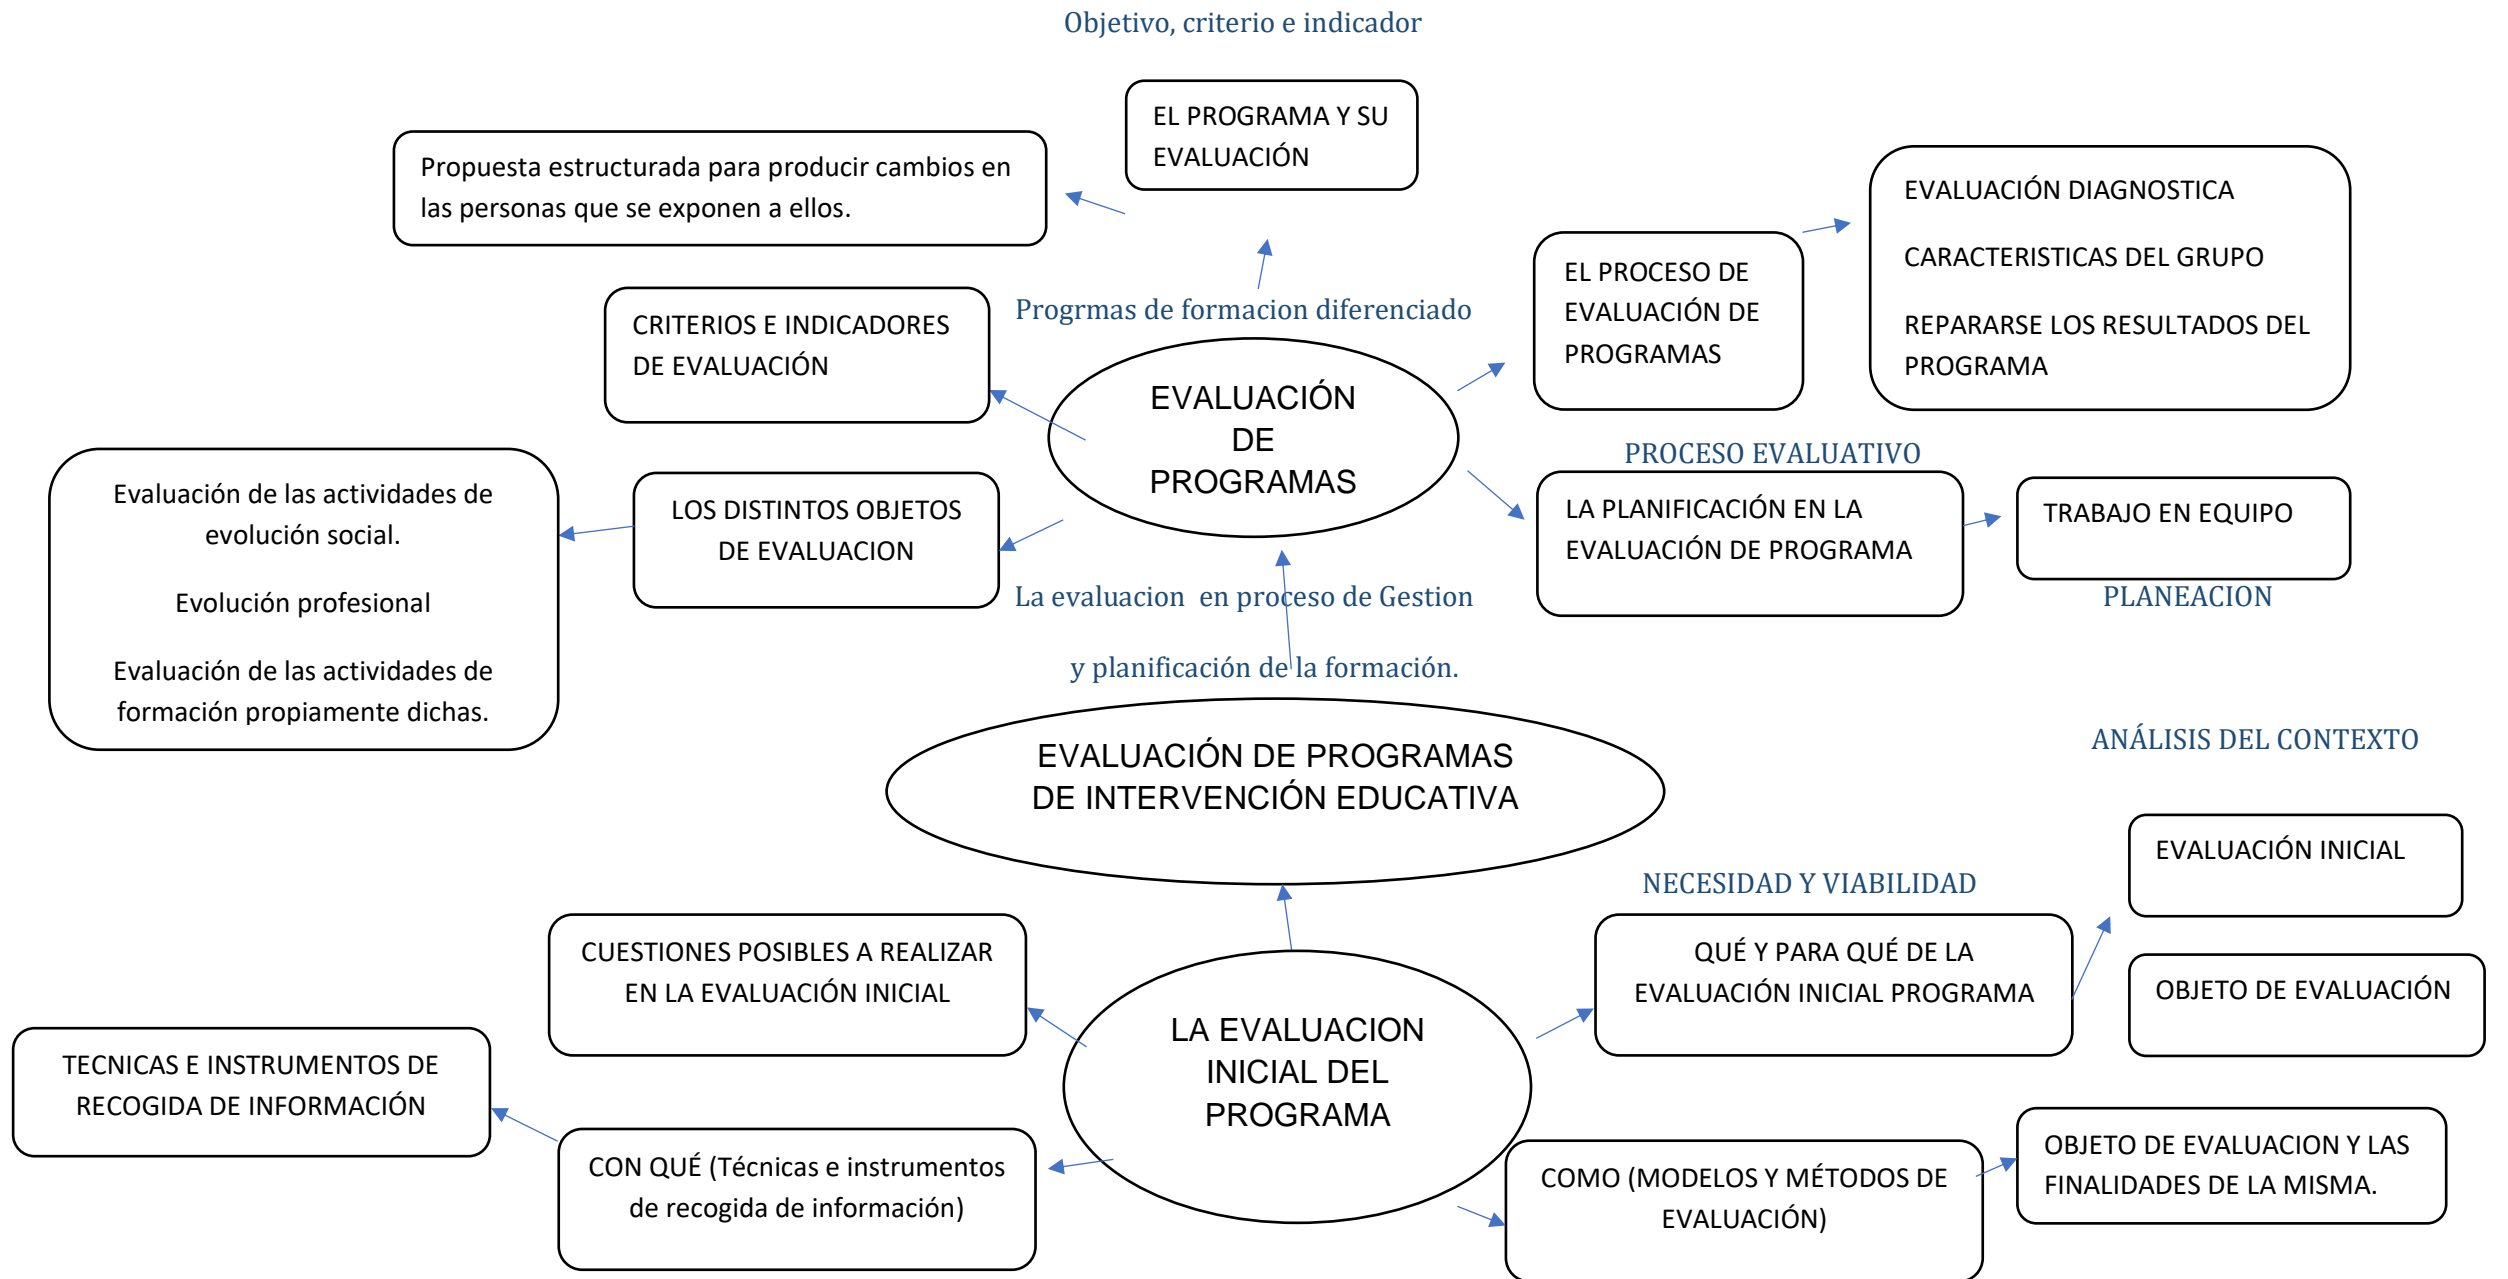 Objetivo, criterio e indicador
EL PROGRAMA Y SU
EVALUACIÓN
Propuesta estructurada para producir cambios en
las personas que se exponen a ellos.
EVALUACIÓN DIAGNOSTICA
CARACTERISTICAS DEL GRUPO
REPARARSE LOS RESULTADOS DEL
PROGRAMA
EL PROCESO DE
EVALUACIÓN DE
PROGRAMAS
Progrmas de formacion diferenciado
CRITERIOS E INDICADORES
DE EVALUACIÓN
EVALUACIÓN
DE
PROGRAMAS
PROCESO EVALUATIVO
LA PLANIFICACIÓN EN LA
EVALUACIÓN DE PROGRAMA
TRABAJO EN EQUIPO
PLANEACION
LOS DISTINTOS OBJETOS
DE EVALUACION
Evaluación de las actividades de
evolución social.
Evolución profesional
Evaluación de las actividades de
formación propiamente dichas.
La evaluacion  en proceso de Gestion
y planificación de la formación.
EVALUACIÓN DE PROGRAMAS
DE INTERVENCIÓN EDUCATIVA
ANÁLISIS DEL CONTEXTO
EVALUACIÓN INICIAL
NECESIDAD Y VIABILIDAD
QUÉ Y PARA QUÉ DE LA
EVALUACIÓN INICIAL PROGRAMA
OBJETO DE EVALUACIÓN
CUESTIONES POSIBLES A REALIZAR
EN LA EVALUACIÓN INICIAL
LA EVALUACION
INICIAL DEL
PROGRAMA
TECNICAS E INSTRUMENTOS DE
RECOGIDA DE INFORMACIÓN
CON QUÉ (Técnicas e instrumentos
de recogida de información)
COMO (MODELOS Y MÉTODOS DE
EVALUACIÓN)
OBJETO DE EVALUACION Y LAS
FINALIDADES DE LA MISMA.